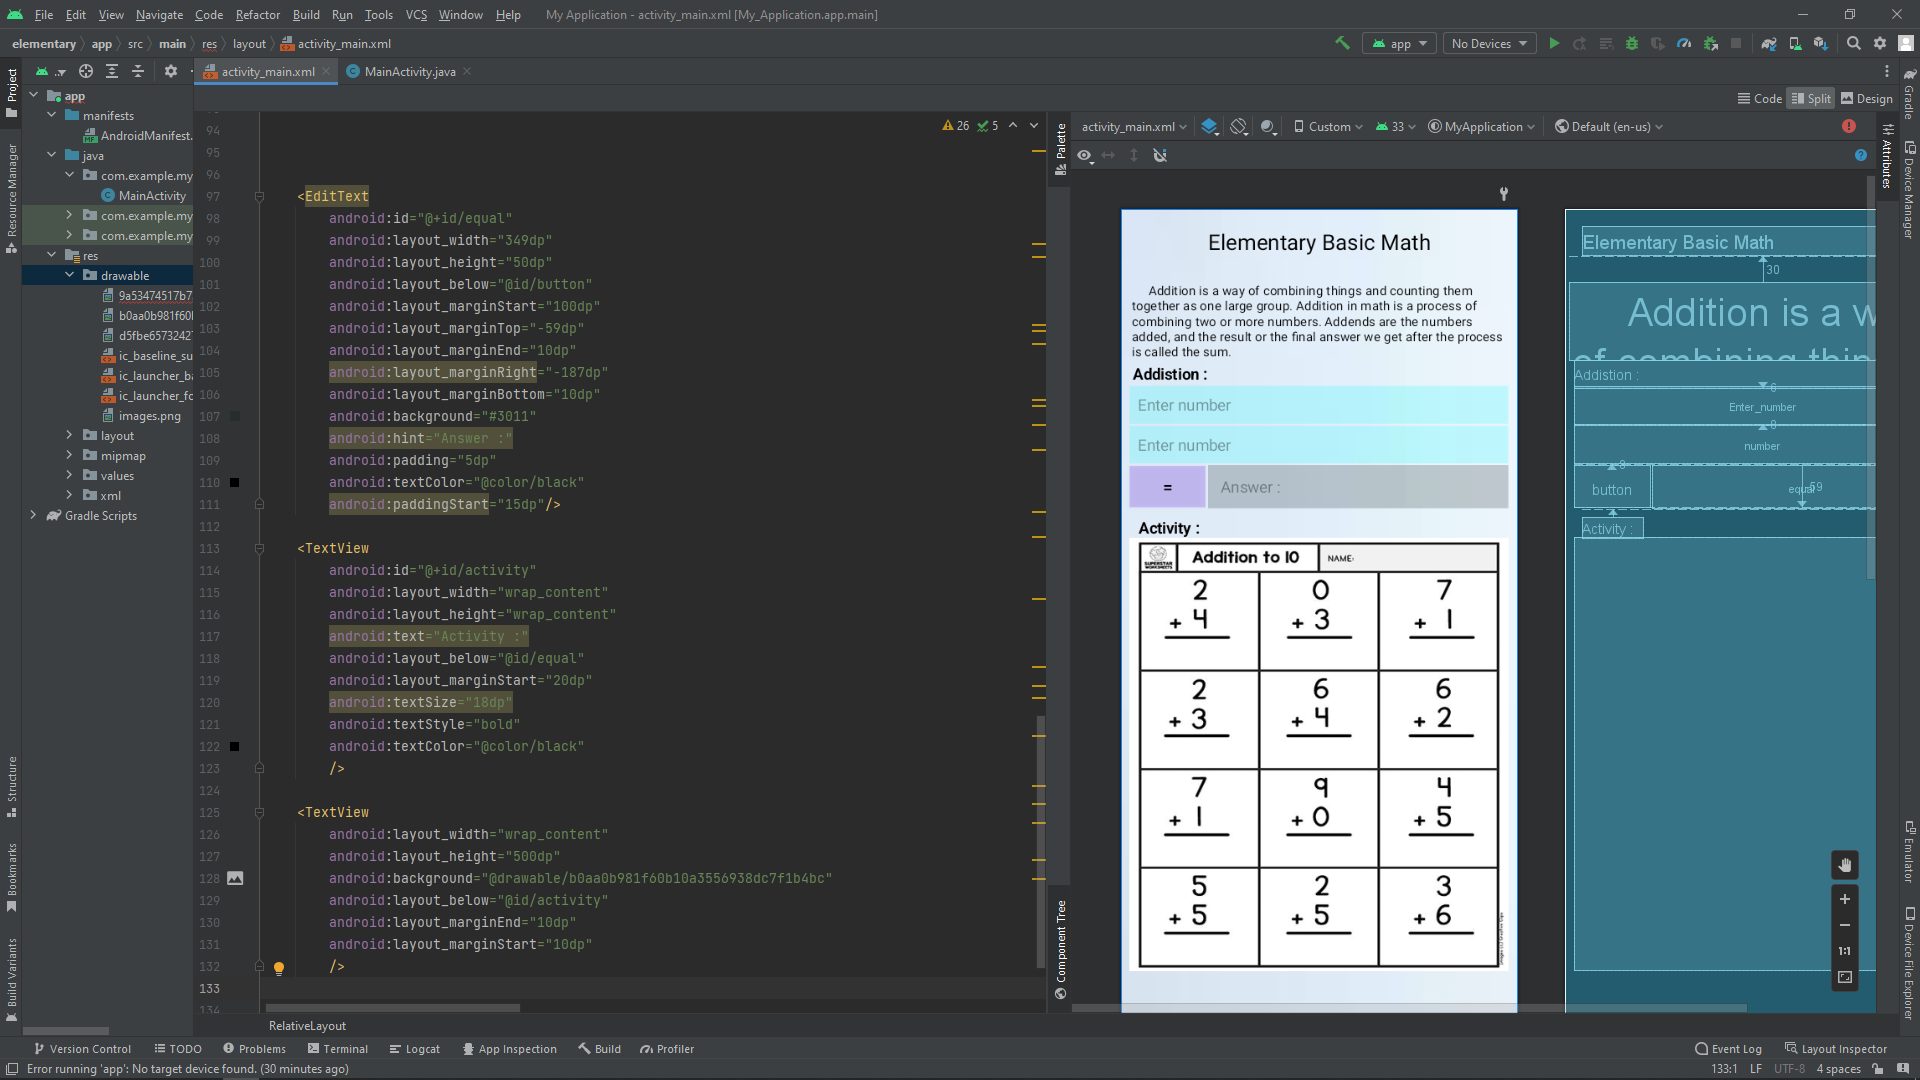 File Edit View Navigate Code Refactor Build Run Tools VCS Window Help My Application - activity_main.xml [My_Application.app.main]
elementary app src main res layout activity_main.xml
app No Devices
activity_main.xml MainActivity.java
Code Split Design
Project
Resource Manager
Structure
Bookmarks
Build Variants
app
manifests
AndroidManifest.
java
com.example.my
MainActivity
com.example.my
com.example.my
res
drawable
9a53474517b7
b0aa0b981f60
d5fbe6573242
ic_baseline_su
ic_launcher_ba
ic_launcher_fo
images.png
layout
mipmap
values
xml
Gradle Scripts
26 5
94
95
96
97 <EditText
98 android:id="@+id/equal"
99 android:layout_width="349dp"
100 android:layout_height="50dp"
101 android:layout_below="@id/button"
102 android:layout_marginStart="100dp"
103 android:layout_marginTop="-59dp"
104 android:layout_marginEnd="10dp"
105 android:layout_marginRight="-187dp"
106 android:layout_marginBottom="10dp"
107 android:background="#3011"
108 android:hint="Answer :"
109 android:padding="5dp"
110 android:textColor="@color/black"
111 android:paddingStart="15dp"/>
112
113 <TextView
114 android:id="@+id/activity"
115 android:layout_width="wrap_content"
116 android:layout_height="wrap_content"
117 android:text="Activity :"
118 android:layout_below="@id/equal"
119 android:layout_marginStart="20dp"
120 android:textSize="18dp"
121 android:textStyle="bold"
122 android:textColor="@color/black"
123 />
124
125 <TextView
126 android:layout_width="wrap_content"
127 android:layout_height="500dp"
128 android:background="@drawable/b0aa0b981f60b10a3556938dc7f1b4bc"
129 android:layout_below="@id/activity"
130 android:layout_marginEnd="10dp"
131 android:layout_marginStart="10dp"
132 />
133
134
RelativeLayout
Palette
Component Tree
activity_main.xml Custom 33 MyApplication Default (en-us)
Elementary Basic Math
Addition is a way of combining things and counting them
together as one large group. Addition in math is a process of
combining two or more numbers. Addends are the numbers
added, and the result or the final answer we get after the process
is called the sum.
Addistion :
Enter number
Enter number
= Answer :
Activity :
SUPERSTAR WORKSHEETS Addition to 10 NAME:
2 0 7
+ 4 + 3 + 1
2 6 6
+ 3 + 4 + 2
7 9 4
+ 1 + 0 + 5
5 2 3
+ 5 + 5 + 6
Elementary Basic Math
30
Addition is a w
of combining thin
Addistion :
Enter_number
number
button equal 59
Activity :
1:1
Attributes
Gradle
Device Manager
Emulator
Device File Explorer
Version Control TODO Problems Terminal Logcat App Inspection Build Profiler Event Log Layout Inspector
Error running 'app': No target device found. (30 minutes ago) 133:1 LF UTF-8 4 spaces